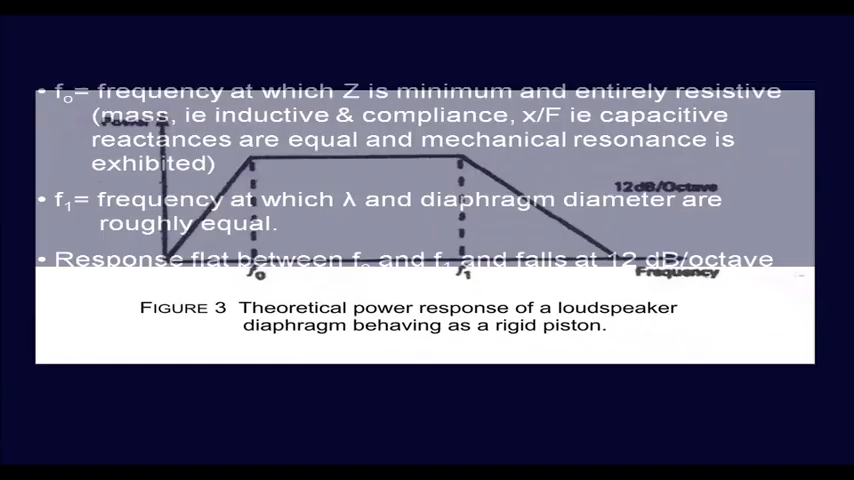 • fo= frequency at which Z is minimum and entirely resistive
(mass, ie inductive & compliance, x/F ie capacitive
reactances are equal and mechanical resonance is
exhibited)
• f1= frequency at which λ and diaphragm diameter are
roughly equal.
• Response flat between fo and f1 and falls at 12 dB/octave
Power
12dB/Octave
fo
f1
Frequency
FIGURE 3 Theoretical power response of a loudspeaker
diaphragm behaving as a rigid piston.